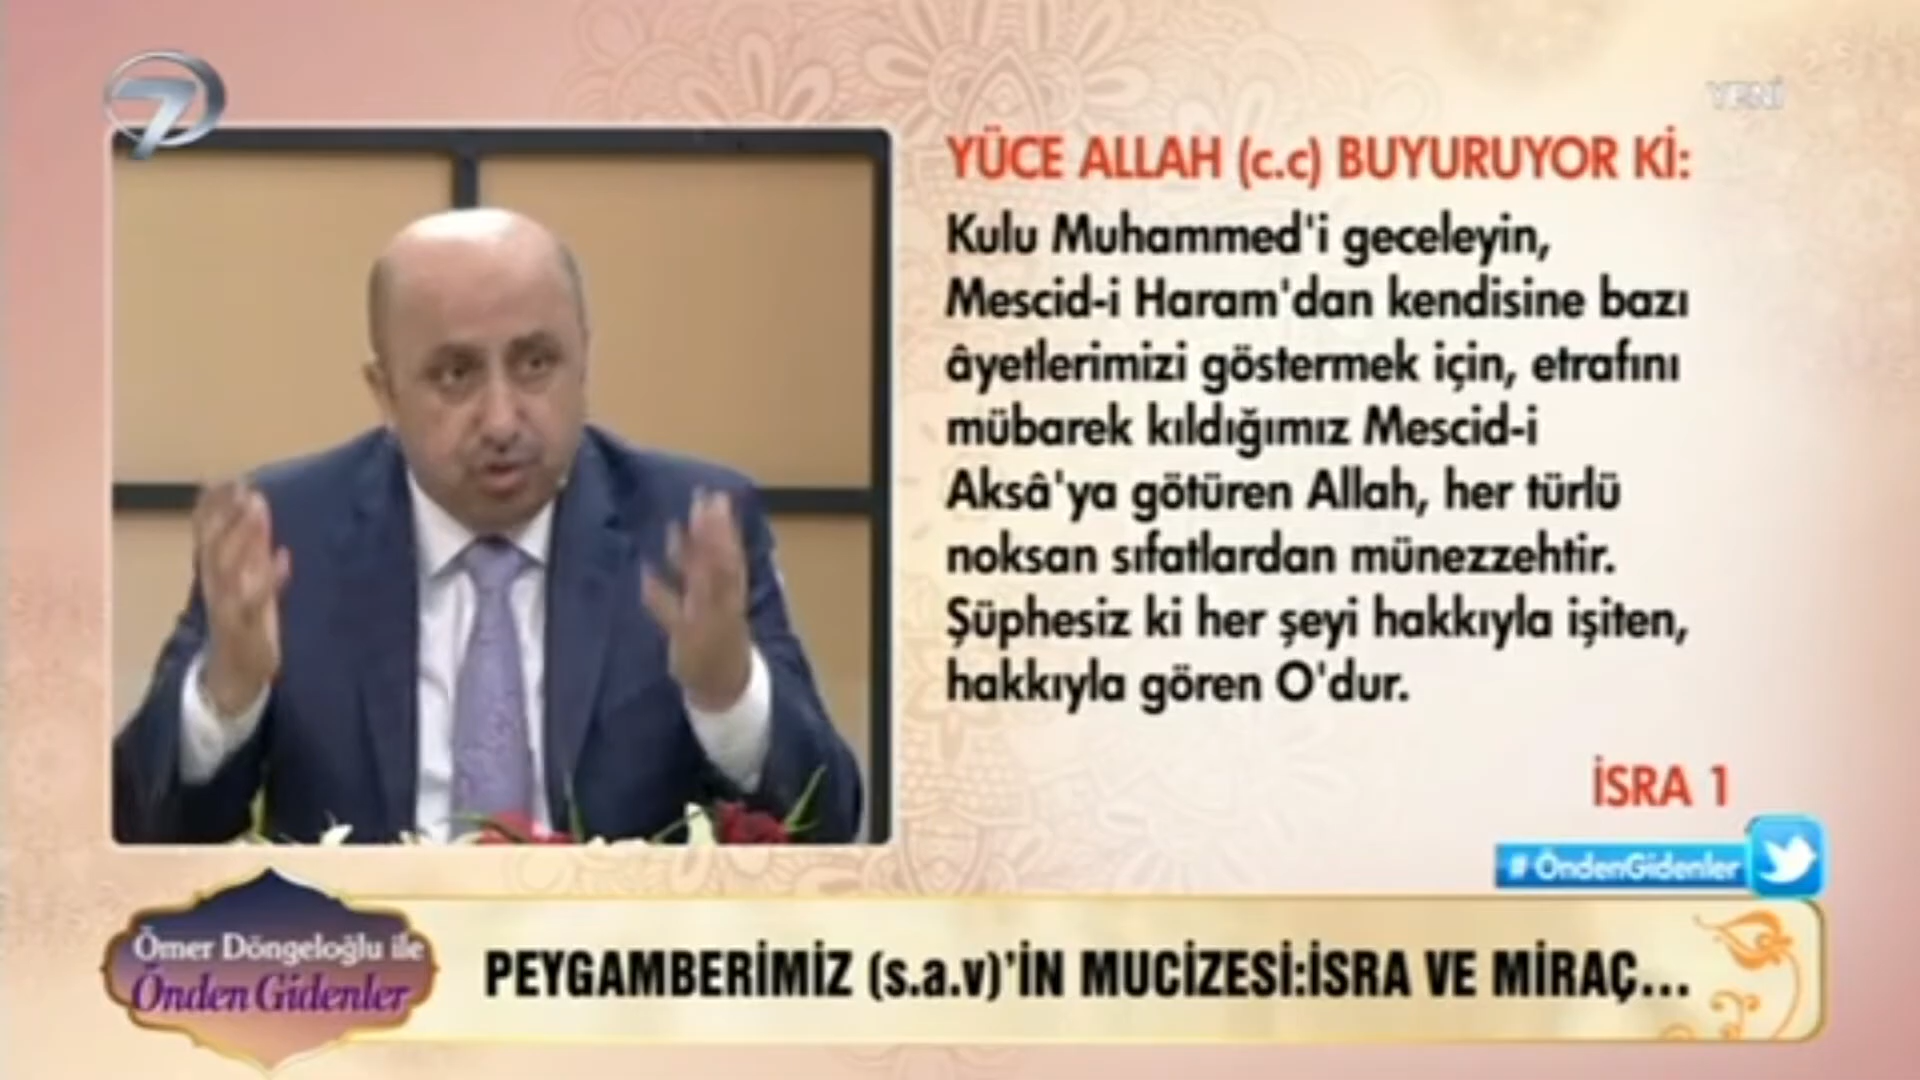 7
YENİ
YÜCE ALLAH (c.c) BUYURUYOR Kİ:
Kulu Muhammed'i geceleyin,
Mescid-i Haram'dan kendisine bazı
âyetlerimizi göstermek için, etrafını
mübarek kıldığımız Mescid-i
Aksâ'ya götüren Allah, her türlü
noksan sıfatlardan münezzehtir.
Şüphesiz ki her şeyi hakkıyla işiten,
hakkıyla gören O'dur.
İSRA 1
#ÖndenGidenler
Ömer Döngeloğlu ile
Önden Gidenler
PEYGAMBERİMİZ (s.a.v)'İN MUCİZESİ:İSRA VE MİRAÇ...